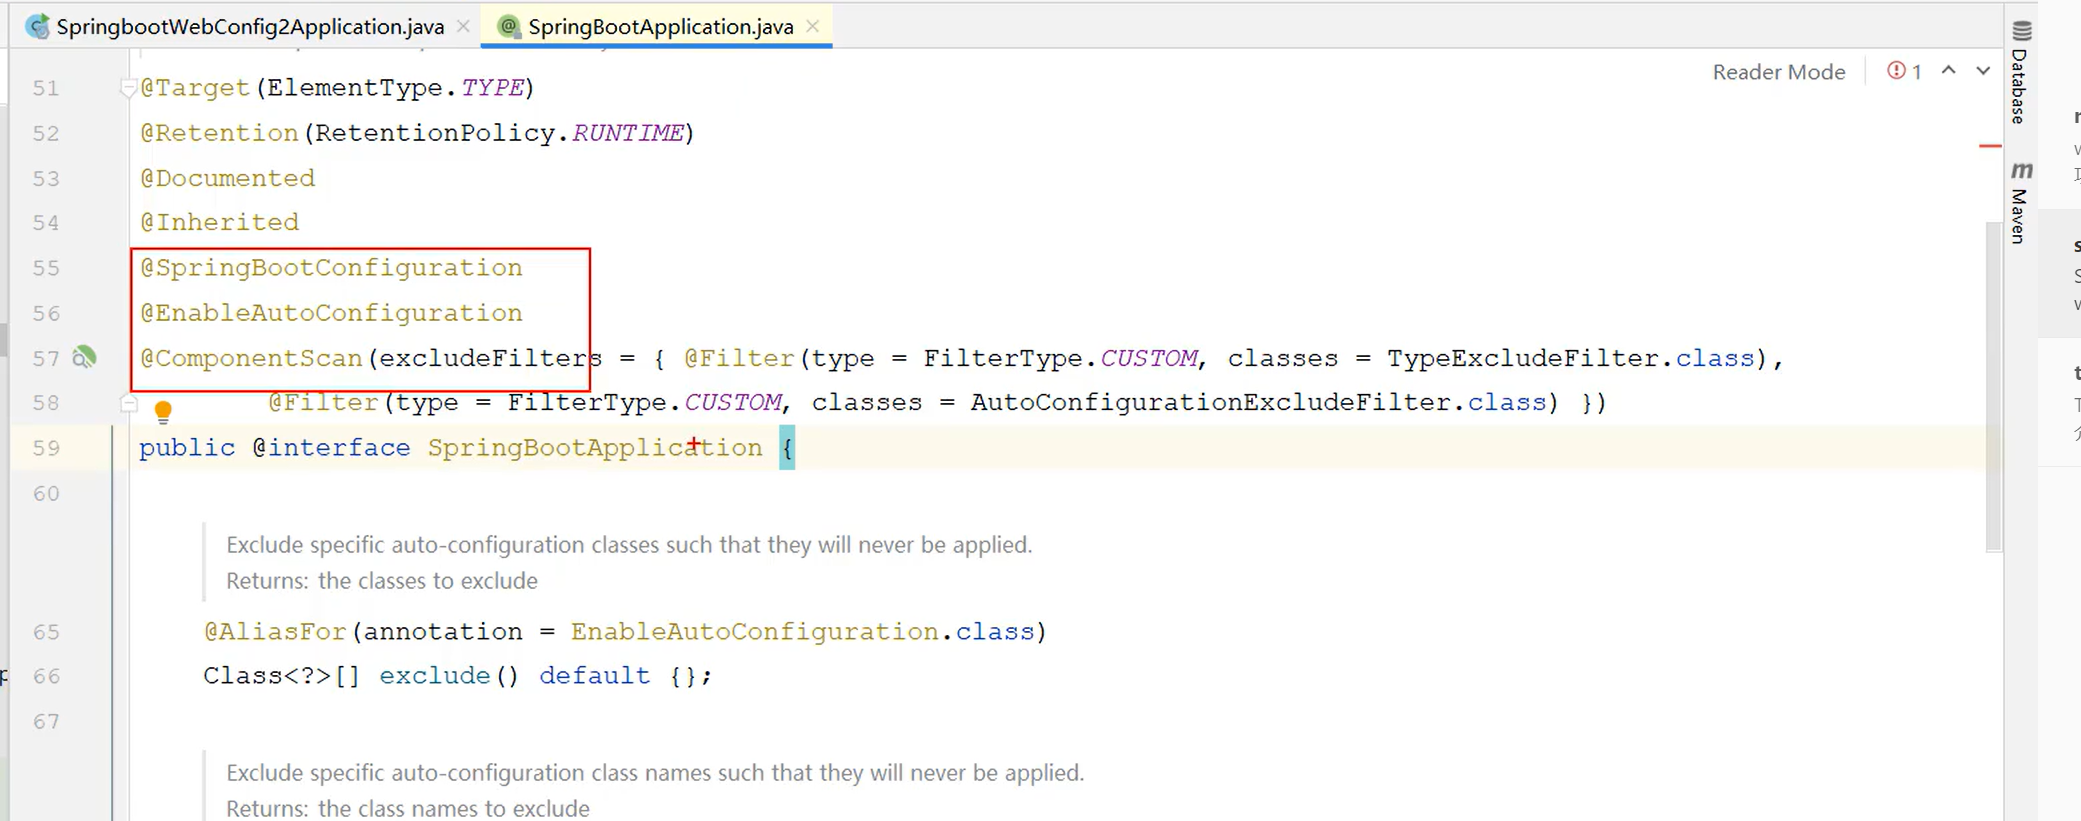 SpringbootWebConfig2Application.java
SpringBootApplication.java
Reader Mode
1
Database
Maven
51 @Target(ElementType.TYPE)
52 @Retention(RetentionPolicy.RUNTIME)
53 @Documented
54 @Inherited
55 @SpringBootConfiguration
56 @EnableAutoConfiguration
57 @ComponentScan(excludeFilters = { @Filter(type = FilterType.CUSTOM, classes = TypeExcludeFilter.class),
58 @Filter(type = FilterType.CUSTOM, classes = AutoConfigurationExcludeFilter.class) })
59 public @interface SpringBootApplication {
60
Exclude specific auto-configuration classes such that they will never be applied.
Returns: the classes to exclude
65 @AliasFor(annotation = EnableAutoConfiguration.class)
66 Class<?>[] exclude() default {};
67
Exclude specific auto-configuration class names such that they will never be applied.
Returns: the class names to exclude